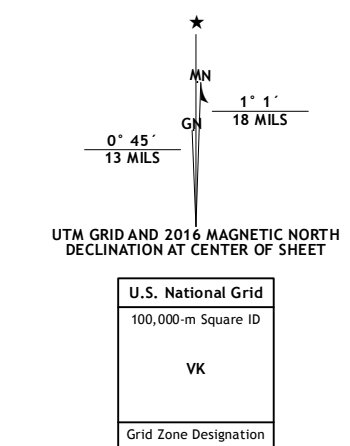 MN
1° 1´
18 MILS
GN
0° 45´
13 MILS
UTM GRID AND 2016 MAGNETIC NORTH
DECLINATION AT CENTER OF SHEET
U.S. National Grid
100,000-m Square ID
VK
Grid Zone Designation